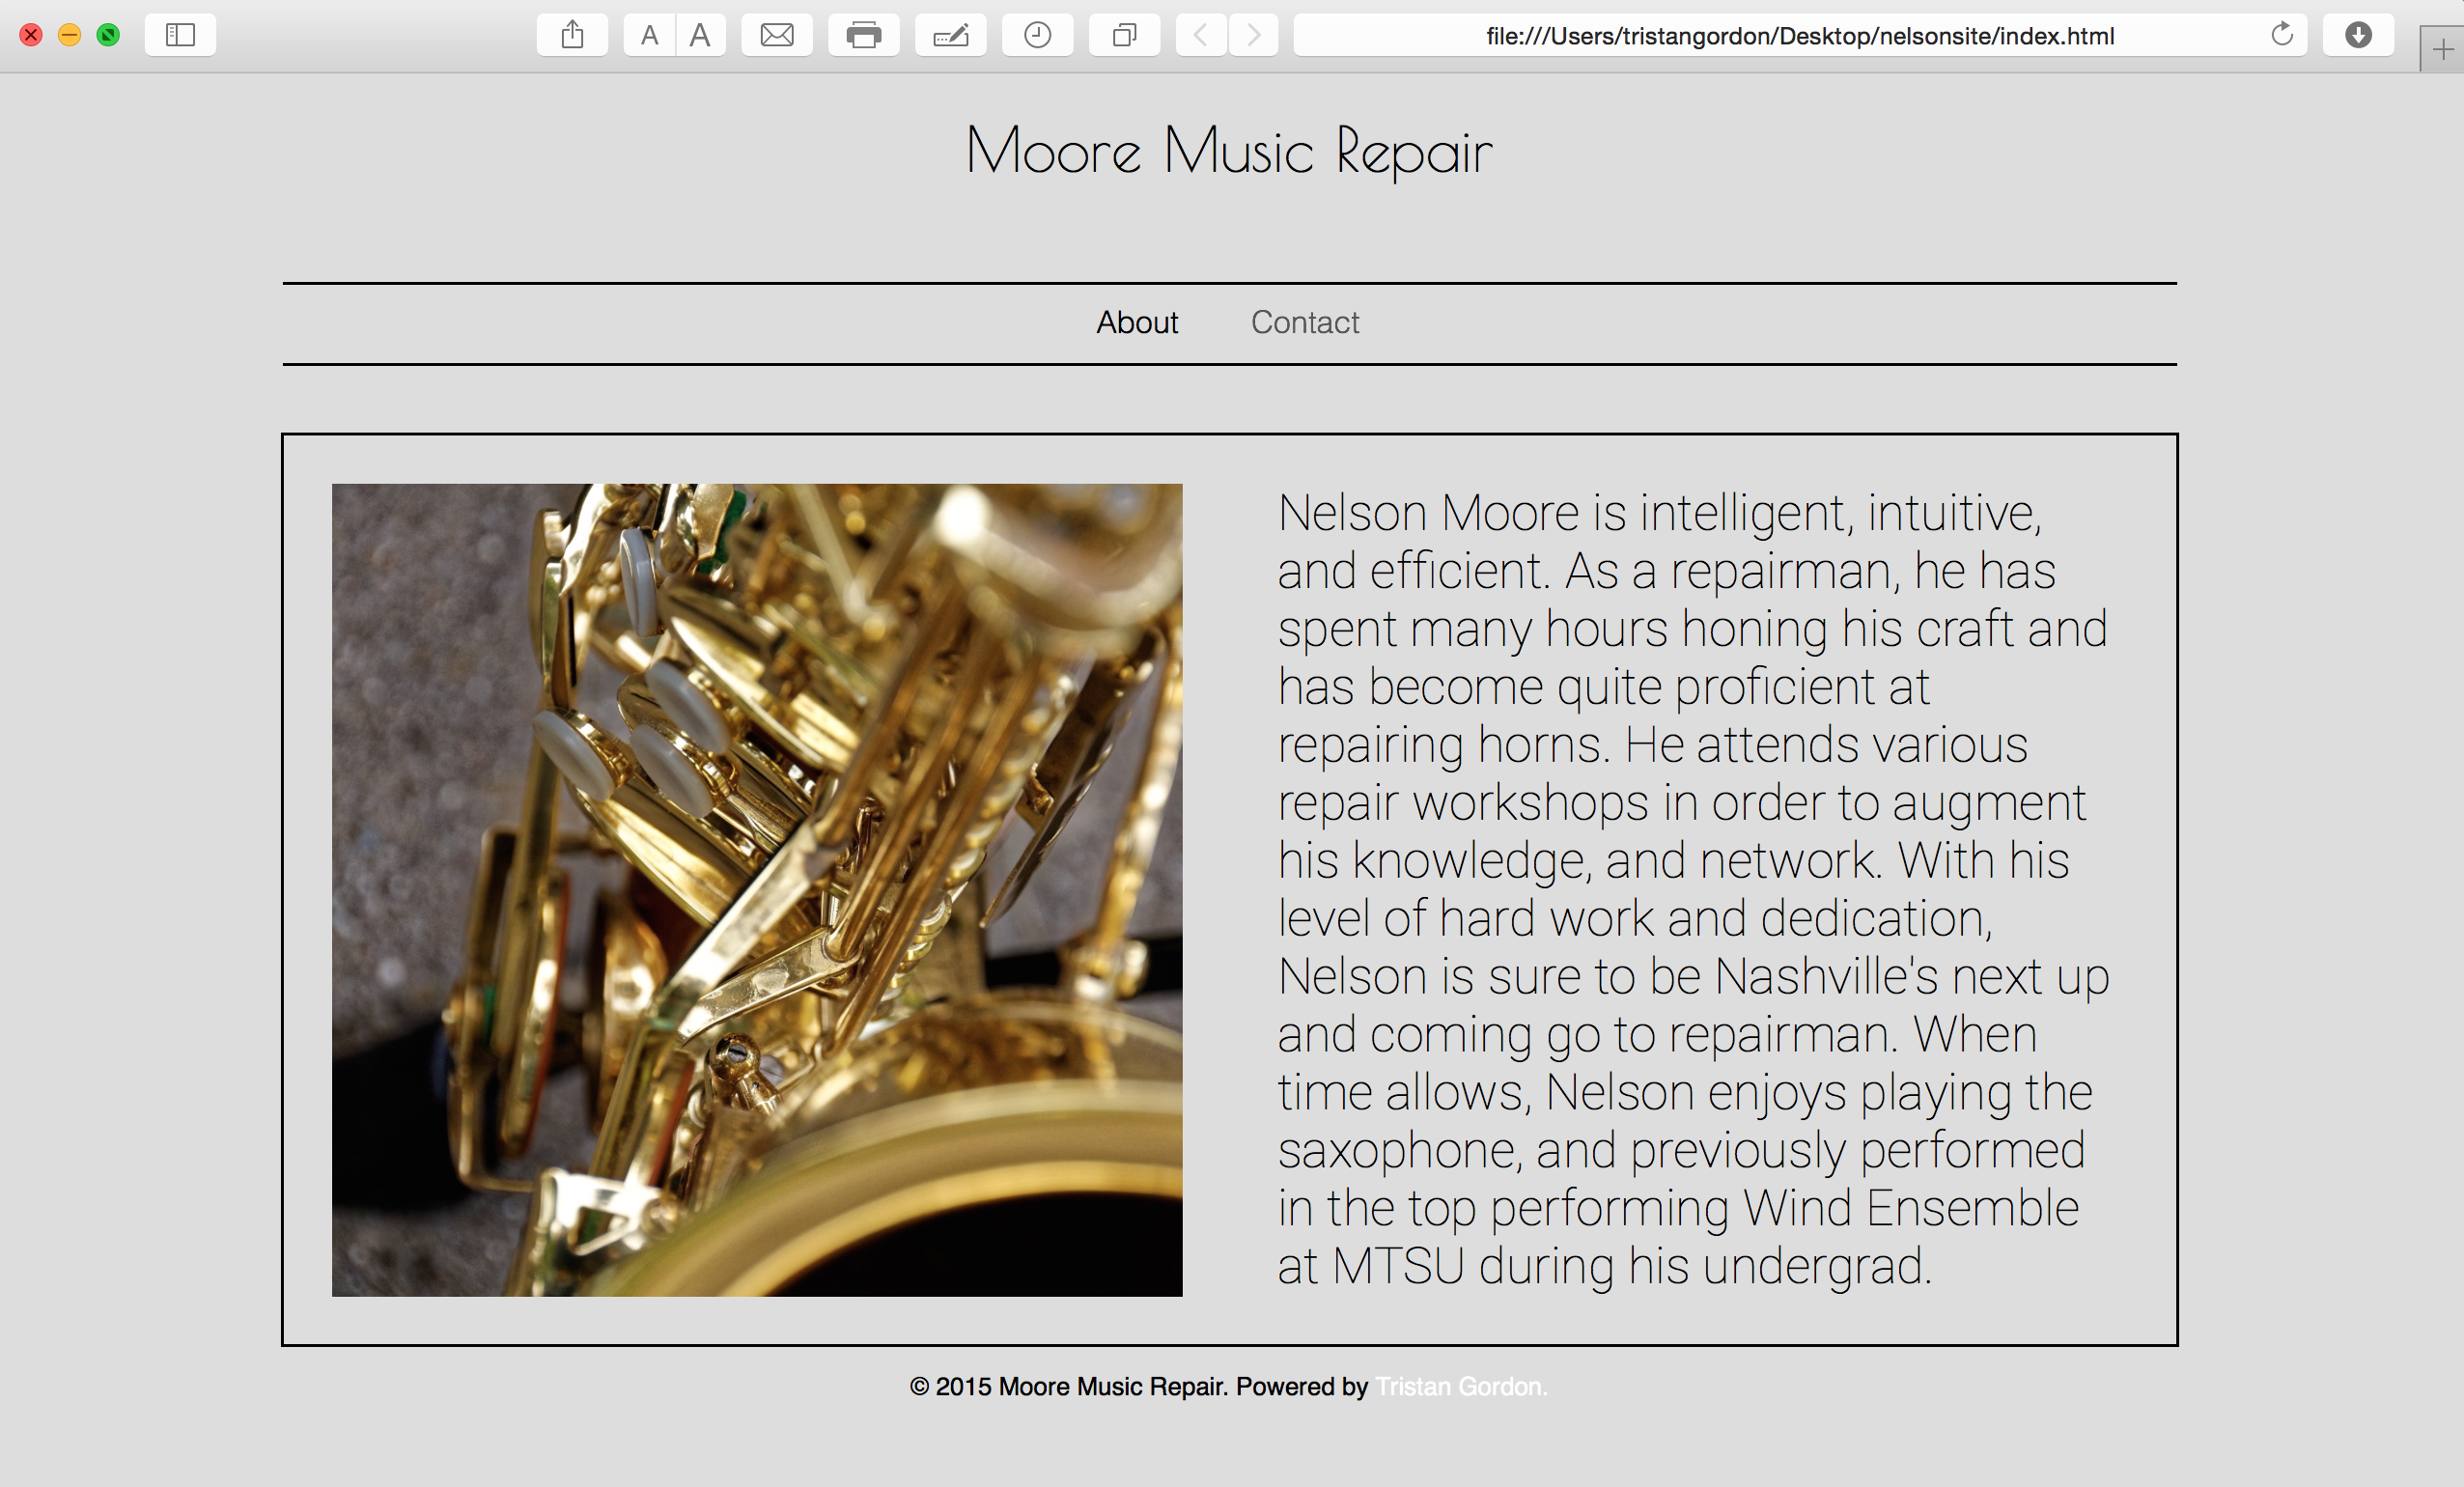 A A
file:///Users/tristangordon/Desktop/nelsonsite/index.html
Moore Music Repair
About Contact
Nelson Moore is intelligent, intuitive,
and efficient. As a repairman, he has
spent many hours honing his craft and
has become quite proficient at
repairing horns. He attends various
repair workshops in order to augment
his knowledge, and network. With his
level of hard work and dedication,
Nelson is sure to be Nashville's next up
and coming go to repairman. When
time allows, Nelson enjoys playing the
saxophone, and previously performed
in the top performing Wind Ensemble
at MTSU during his undergrad.
© 2015 Moore Music Repair. Powered by Tristan Gordon.